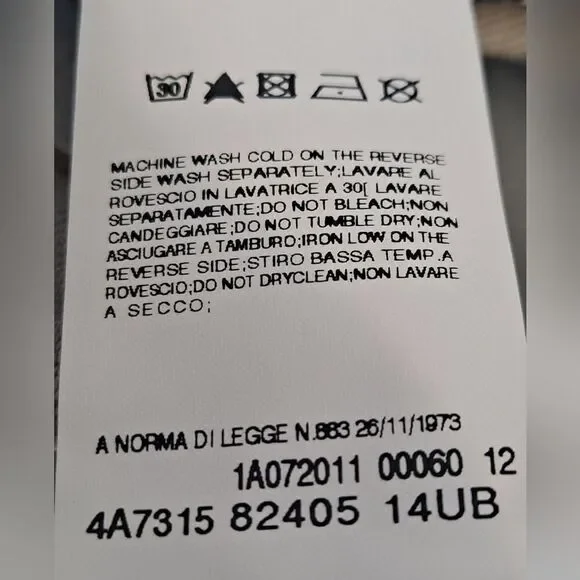 30
MACHINE WASH COLD ON THE REVERSE
SIDE WASH SEPARATELY;LAVARE AL
ROVESCIO IN LAVATRICE A 30[ LAVARE
SEPARATAMENTE;DO NOT BLEACH;NON
CANDEGGIARE;DO NOT TUMBLE DRY;NON
ASCIUGARE A TAMBURO;IRON LOW ON THE
REVERSE SIDE;STIRO BASSA TEMP.A
ROVESCIO;DO NOT DRYCLEAN;NON LAVARE
A SECCO;
A NORMA DI LEGGE N.883 26/11/1973
1A072011 00060 12
4A7315 82405 14UB